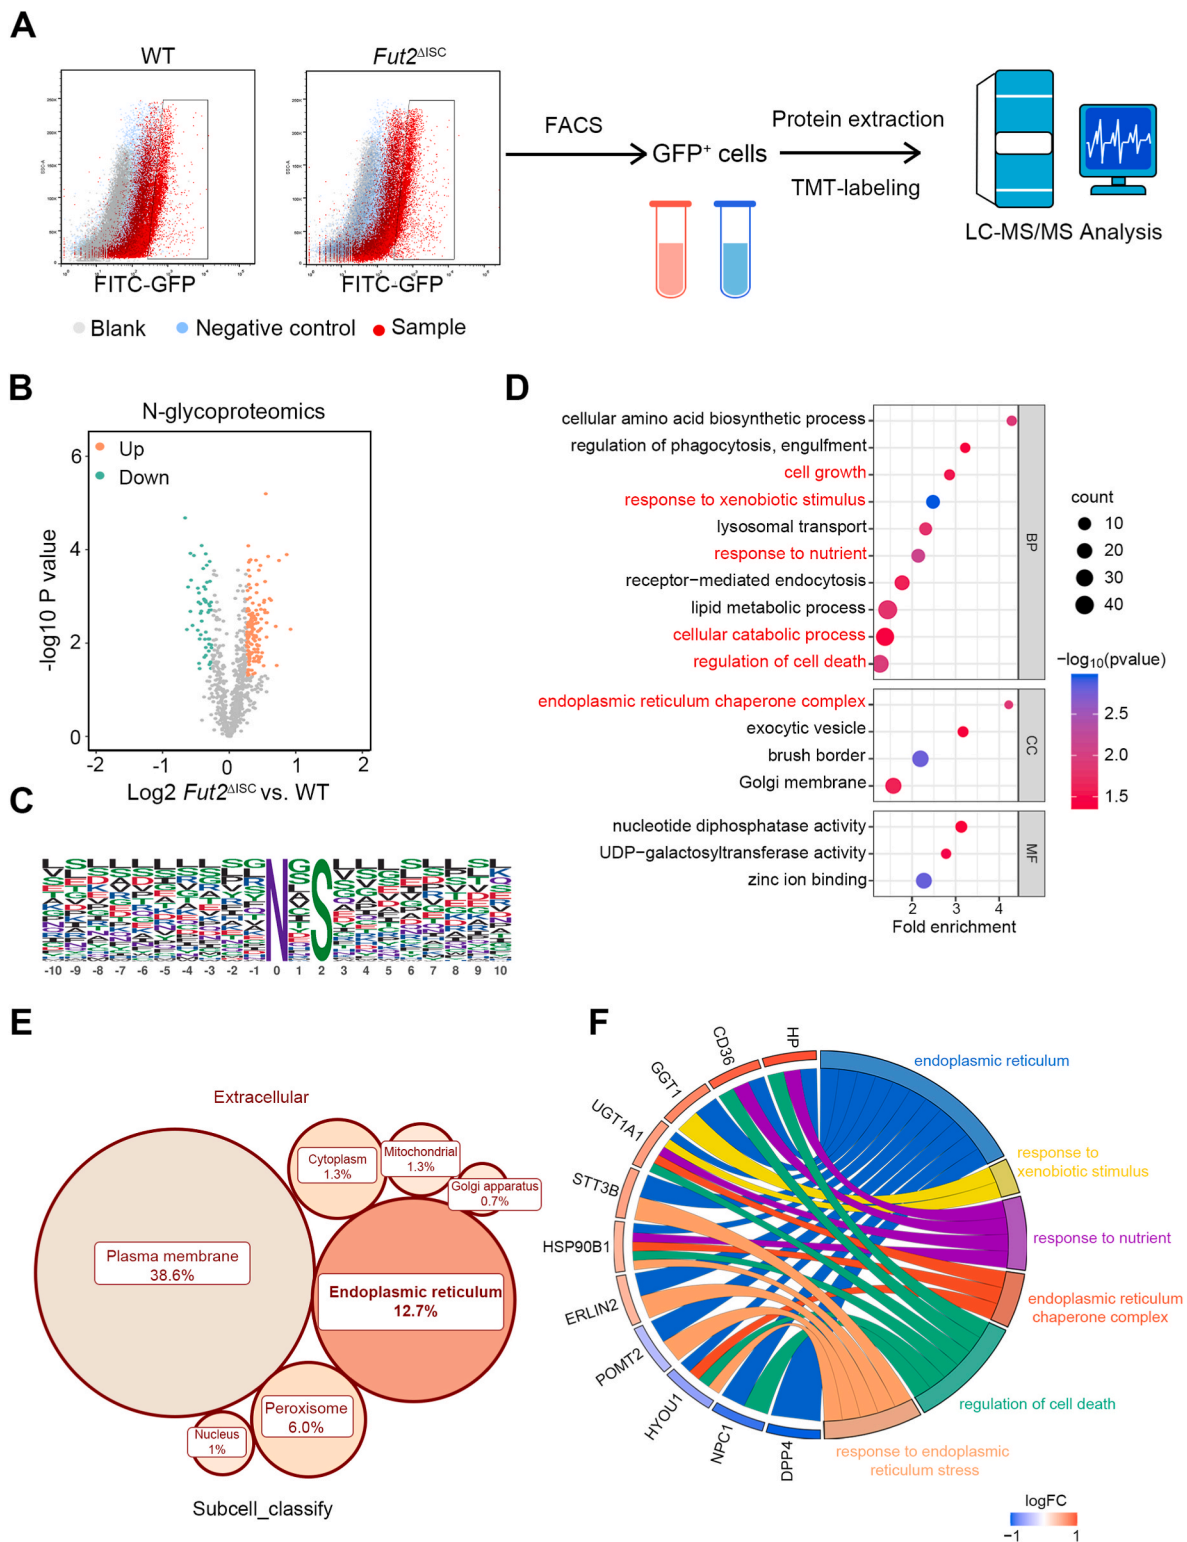 A
WT
Fut2ΔISC
SSC-A
SSC-A
FITC-GFP
FITC-GFP
Blank
Negative control
Sample
FACS
GFP+ cells
Protein extraction
TMT-labeling
LC-MS/MS Analysis
B
N-glycoproteomics
Up
Down
-log10 P value
6
4
2
0
-2
-1
0
1
2
Log2 Fut2ΔISC vs. WT
C
N
S
-10 -9 -8 -7 -6 -5 -4 -3 -2 -1 0 1 2 3 4 5 6 7 8 9 10
D
cellular amino acid biosynthetic process
regulation of phagocytosis, engulfment
cell growth
response to xenobiotic stimulus
lysosomal transport
response to nutrient
receptor-mediated endocytosis
lipid metabolic process
cellular catabolic process
regulation of cell death
BP
endoplasmic reticulum chaperone complex
exocytic vesicle
brush border
Golgi membrane
CC
nucleotide diphosphatase activity
UDP-galactosyltransferase activity
zinc ion binding
MF
2
3
4
Fold enrichment
count
10
20
30
40
−log10(pvalue)
2.5
2.0
1.5
E
Extracellular
Cytoplasm
1.3%
Mitochondrial
1.3%
Golgi apparatus
0.7%
Plasma membrane
38.6%
Endoplasmic reticulum
12.7%
Peroxisome
6.0%
Nucleus
1%
Subcell_classify
F
HP
CD36
GGT1
UGT1A1
STT3B
HSP90B1
ERLIN2
POMT2
HYOU1
NPC1
DPP4
endoplasmic reticulum
response to
xenobiotic stimulus
response to nutrient
endoplasmic reticulum
chaperone complex
regulation of cell death
response to endoplasmic
reticulum stress
logFC
−1
1